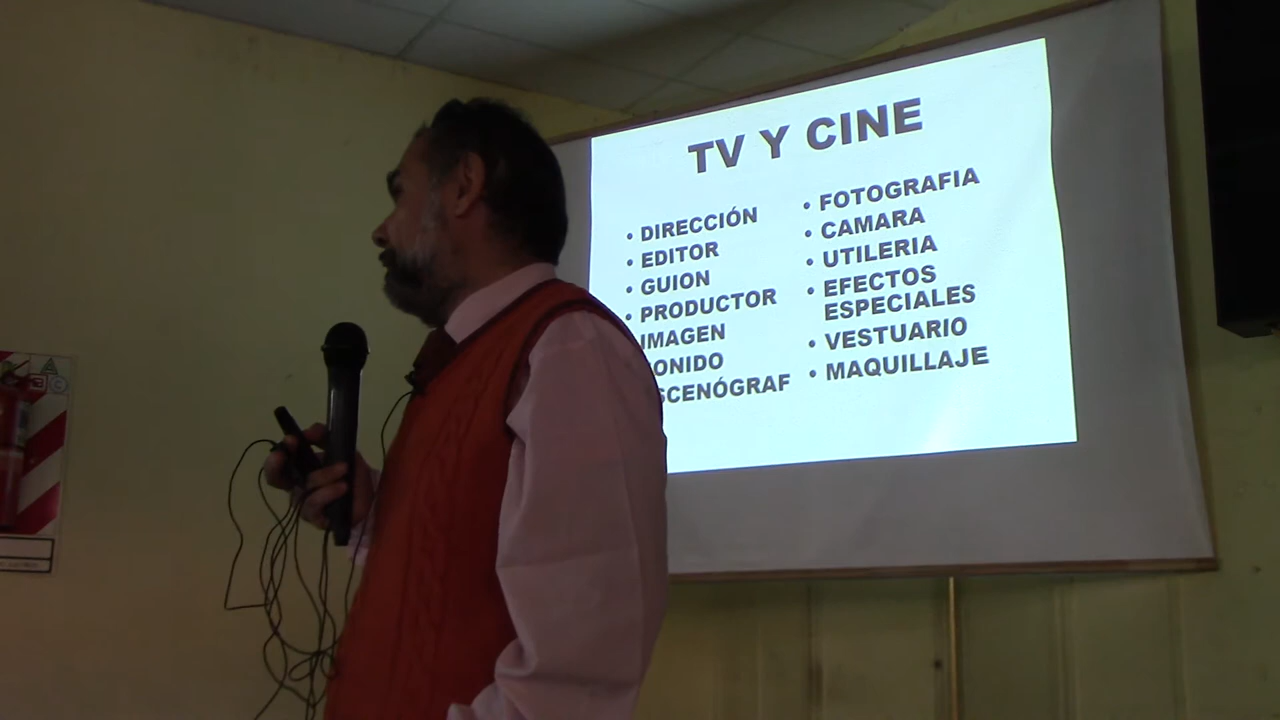 TV Y CINE
• DIRECCIÓN
• EDITOR
• GUION
• PRODUCTOR
IMAGEN
ONIDO
SCENÓGRAF
• FOTOGRAFIA
• CAMARA
• UTILERIA
• EFECTOS
ESPECIALES
• VESTUARIO
• MAQUILLAJE
A
B C